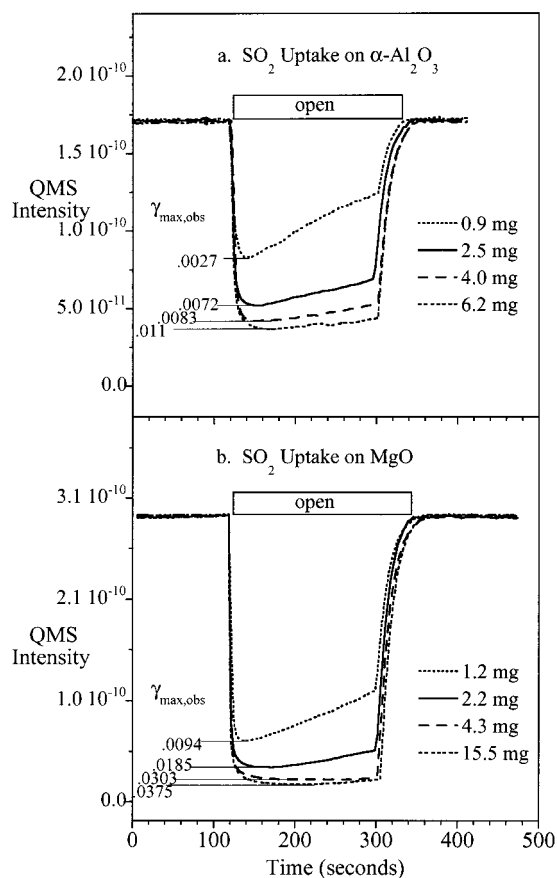 a. SO2 Uptake on α-Al2O3
2.0 10-10
open
1.5 10-10
QMS
Intensity
γmax,obs
1.0 10-10
.0027
0.9 mg
2.5 mg
4.0 mg
6.2 mg
5.0 10-11
.0072
.0083
.011
0.0
b. SO2 Uptake on MgO
3.1 10-10
open
2.1 10-10
QMS
Intensity
1.0 10-10
γmax,obs
1.2 mg
2.2 mg
4.3 mg
15.5 mg
.0094
.0185
.0303
.0375
0.0
0 100 200 300 400 500
Time (seconds)